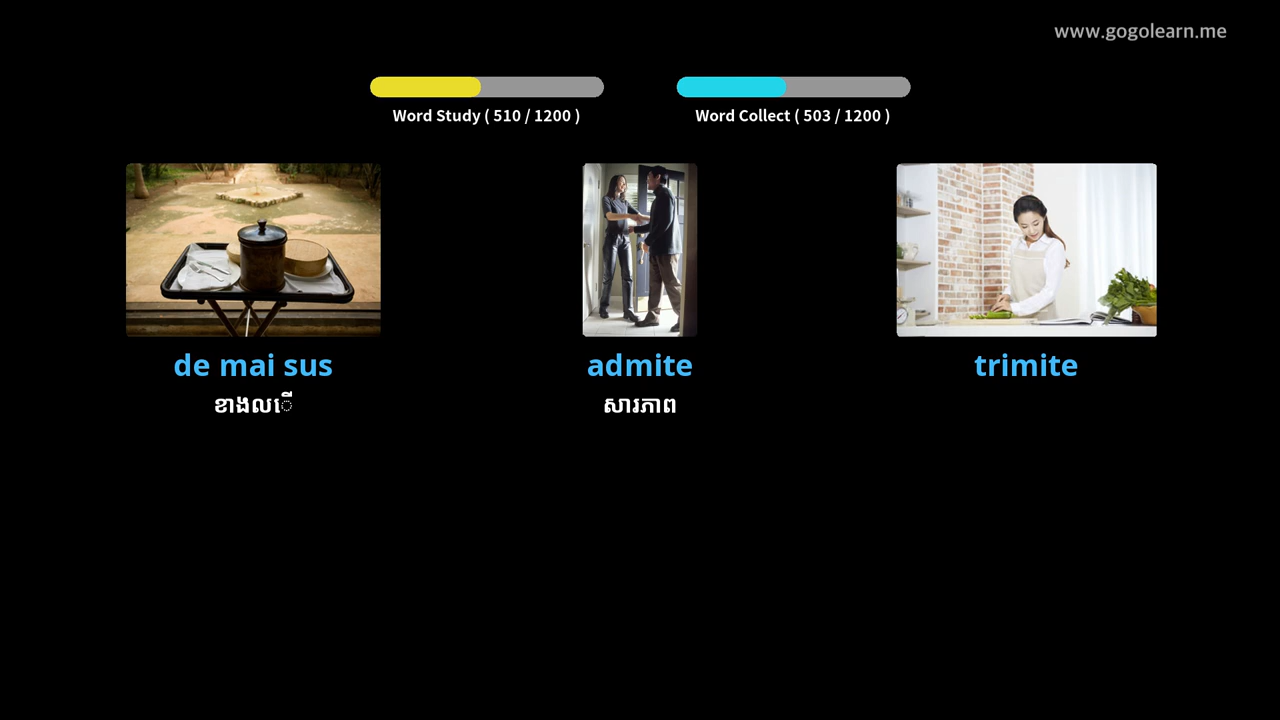 www.gogolearn.me
Word Study ( 510 / 1200 )
Word Collect ( 503 / 1200 )
de mai sus
admite
trimite
ខាងលេី
សារភាព